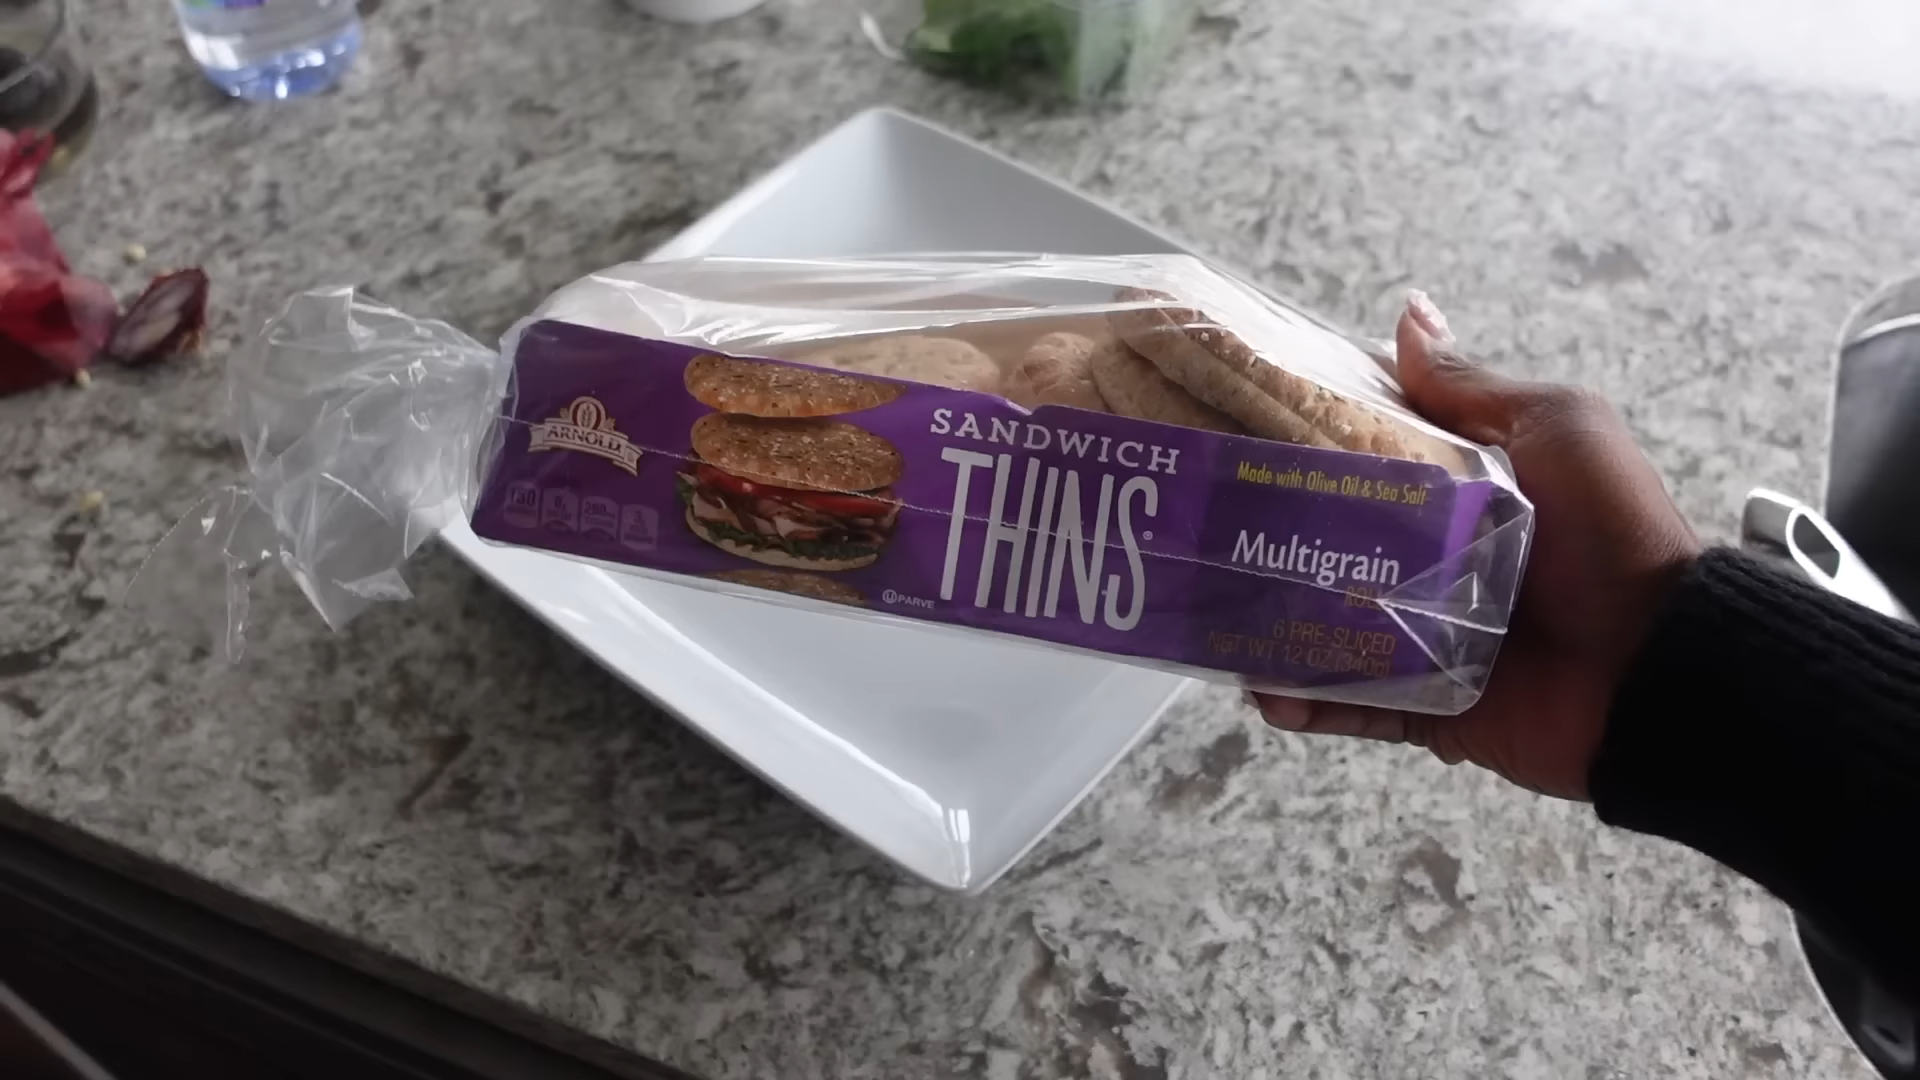 ARNOLD
150
SANDWICH
THINS®
Ⓤ PARVE
Made with Olive Oil & Sea Salt
Multigrain
6 PRE-SLICED
NET WT 12 OZ (340g)